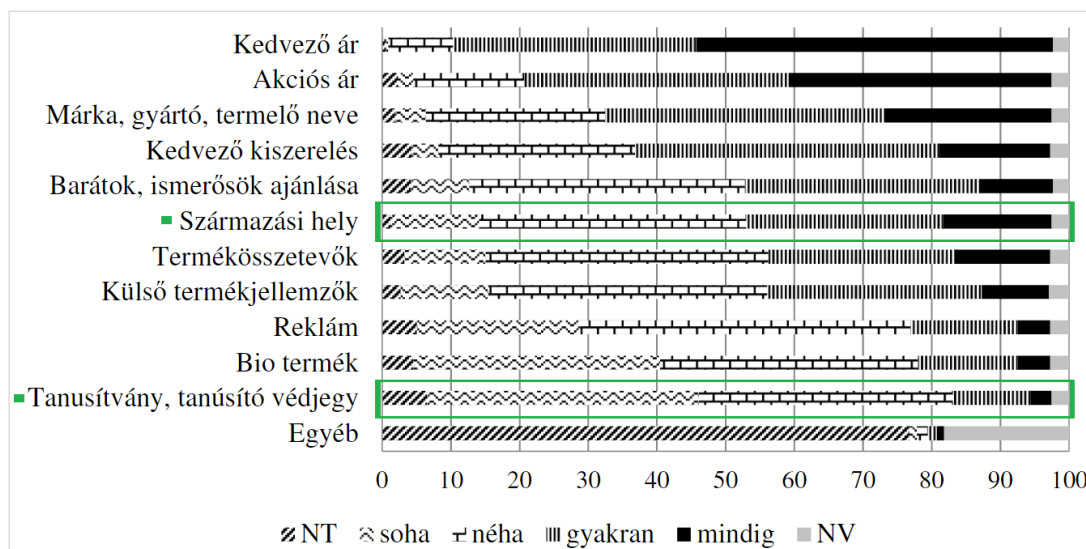 Kedvező ár
Akciós ár
Márka, gyártó, termelő neve
Kedvező kiszerelés
Barátok, ismerősök ajánlása
Származási hely
Termékösszetevők
Külső termékjellemzők
Reklám
Bio termék
Tanusítvány, tanúsító védjegy
Egyéb
0 10 20 30 40 50 60 70 80 90 100
NT soha néha gyakran mindig NV